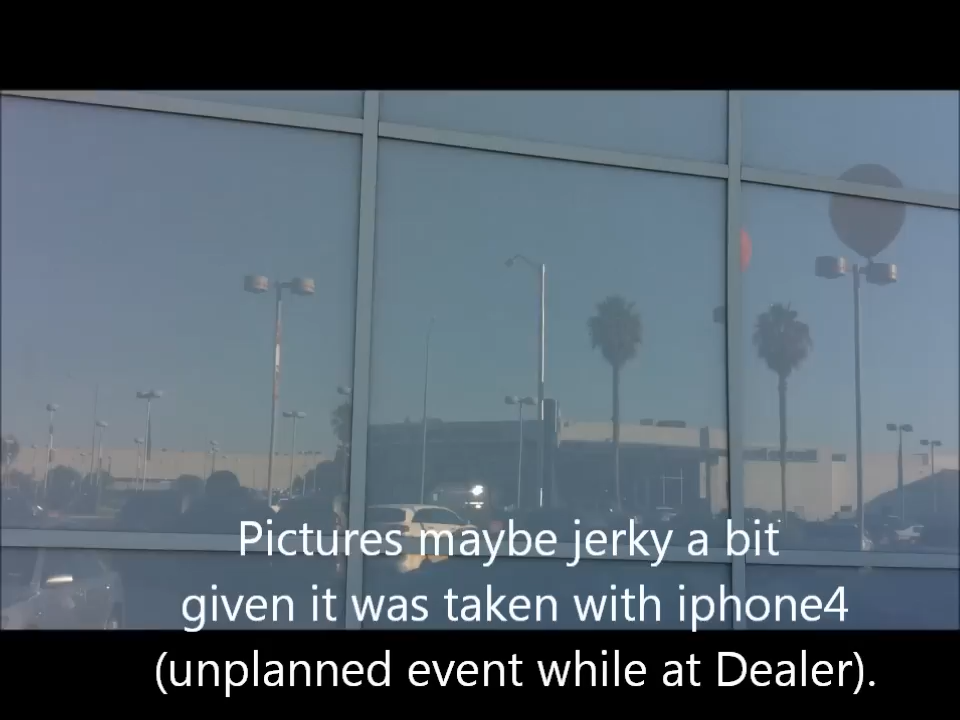 Pictures maybe jerky a bit
given it was taken with iphone4
(unplanned event while at Dealer).